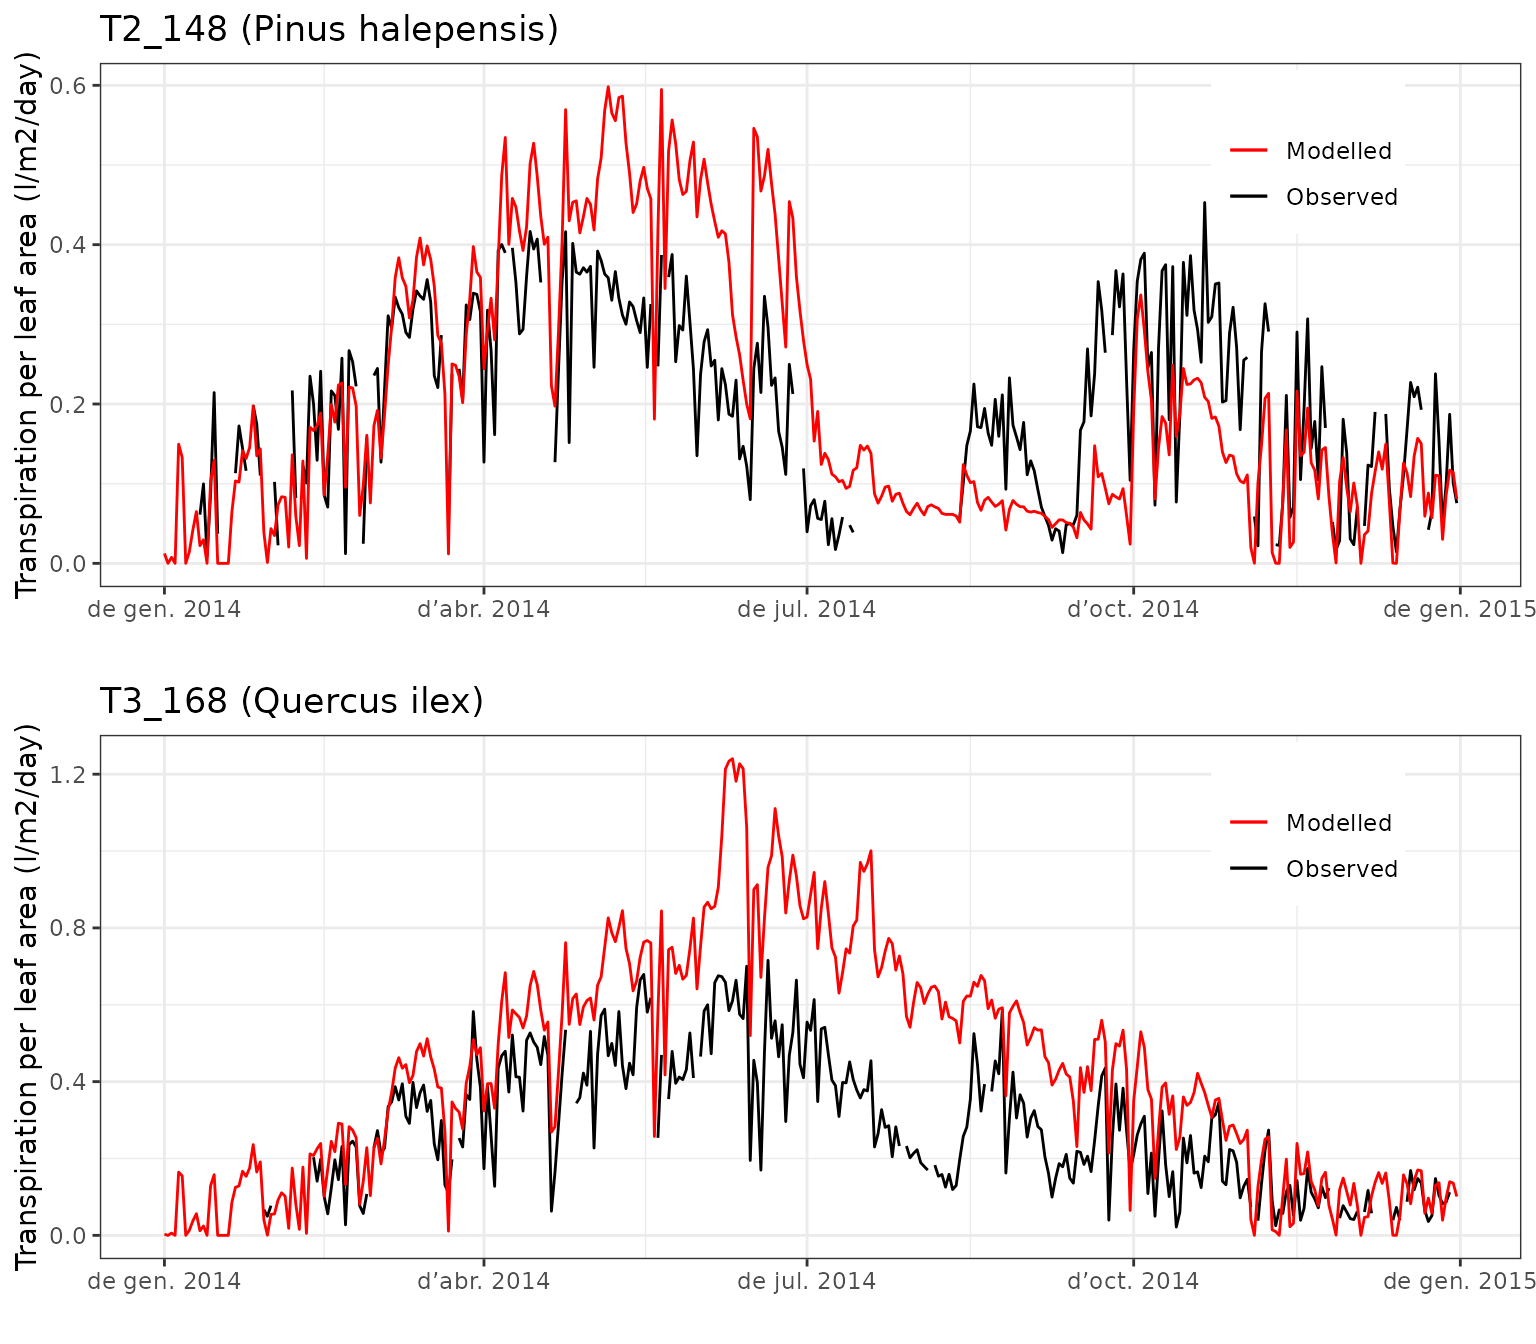 T2_148 (Pinus halepensis)
Transpiration per leaf area (l/m2/day)
0.6
0.4
0.2
0.0
Modelled
Observed
de gen. 2014
d’abr. 2014
de jul. 2014
d’oct. 2014
de gen. 2015
T3_168 (Quercus ilex)
Transpiration per leaf area (l/m2/day)
1.2
0.8
0.4
0.0
Modelled
Observed
de gen. 2014
d’abr. 2014
de jul. 2014
d’oct. 2014
de gen. 2015